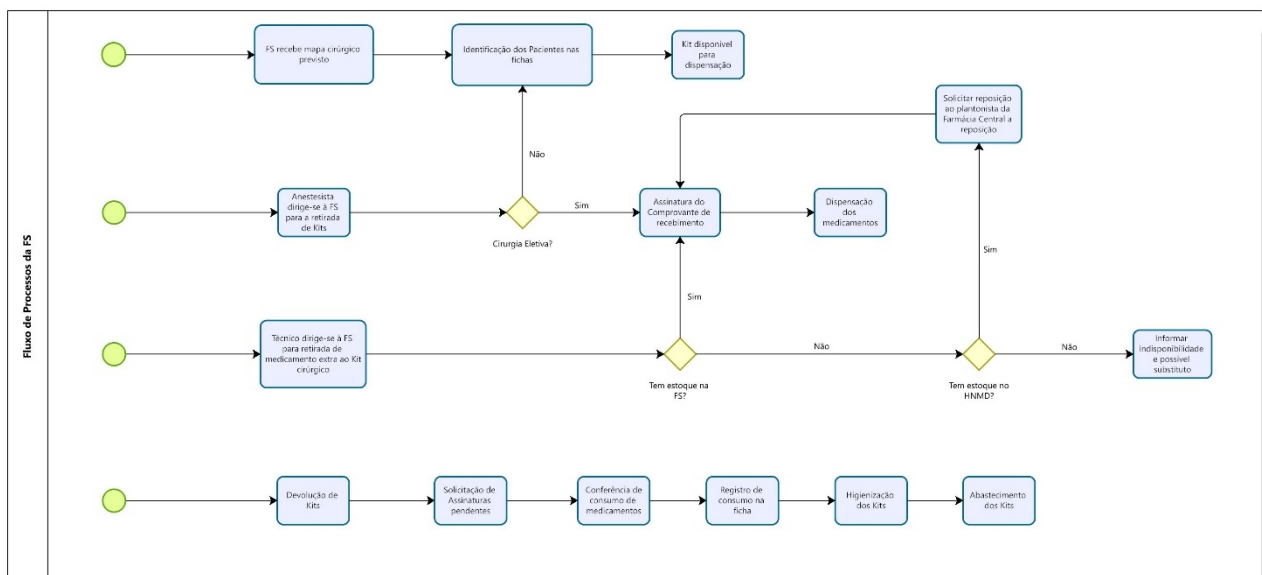 Fluxo de Processos da FS
FS recebe mapa cirúrgico
previsto
Identificação dos Pacientes nas
fichas
Kit disponível
para
dispensação
Solicitar reposição
ao plantonista da
Farmácia Central a
reposição
Não
Anestesista
dirige-se à FS
para a retirada
de Kits
Cirurgia Eletiva?
Sim
Assinatura do
Comprovante de
recebimento
Dispensação
dos
medicamentos
Sim
Sim
Técnico dirige-se à FS
para retirada de
medicamento extra ao Kit
cirúrgico
Tem estoque na
FS?
Não
Tem estoque no
HNMD?
Não
Informar
indisponibilidade
e possível
substituto
Devolução de
Kits
Solicitação de
Assinaturas
pendentes
Conferência de
consumo de
medicamentos
Registro de
consumo na
ficha
Higienização
dos Kits
Abastecimento
dos Kits